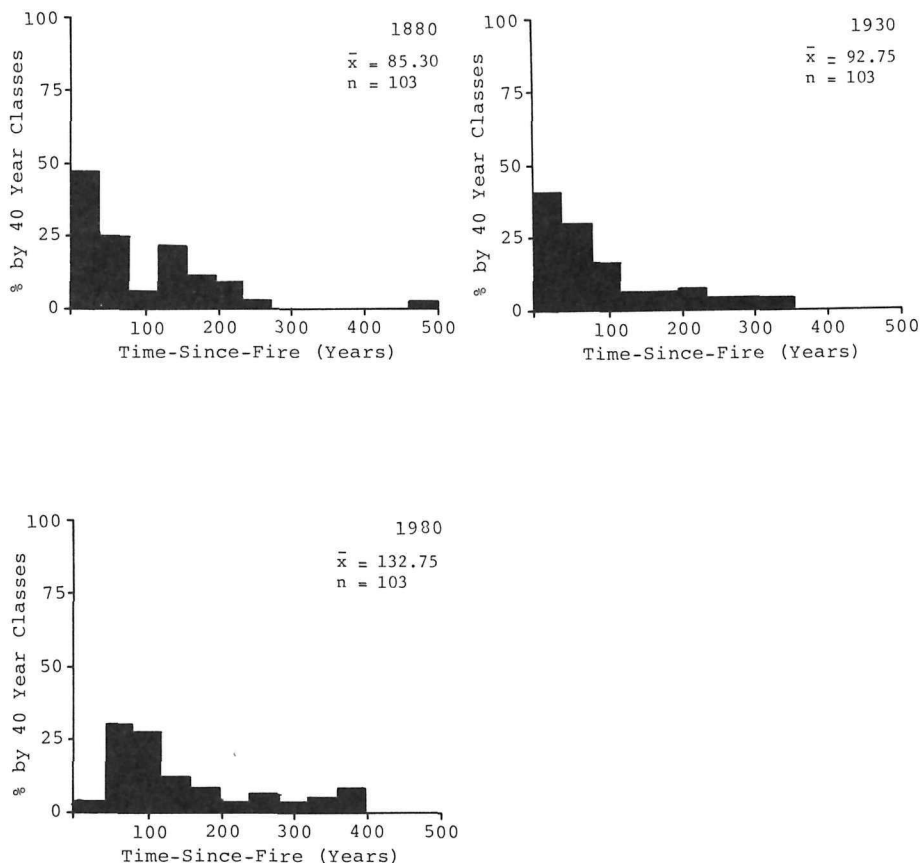 1880
x̄ = 85.30
n = 103
% by 40 Year Classes
100
75
50
25
0
100 200 300 400 500
Time-Since-Fire (Years)
1930
x̄ = 92.75
n = 103
% by 40 Year Classes
100
75
50
25
0
100 200 300 400 500
Time-Since-Fire (Years)
1980
x̄ = 132.75
n = 103
% by 40 Year Classes
100
75
50
25
0
100 200 300 400 500
Time-Since-Fire (Years)